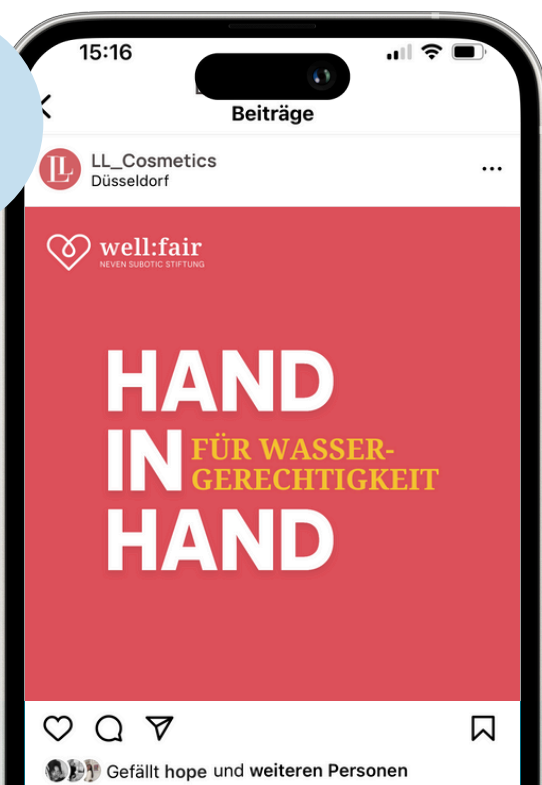 15:16
Beiträge
LL_Cosmetics
Düsseldorf
LL
well:fair
NEVEN SUBOTIC STIFTUNG
HAND
IN FÜR WASSER-
GERECHTIGKEIT
HAND
Gefällt hope und weiteren Personen